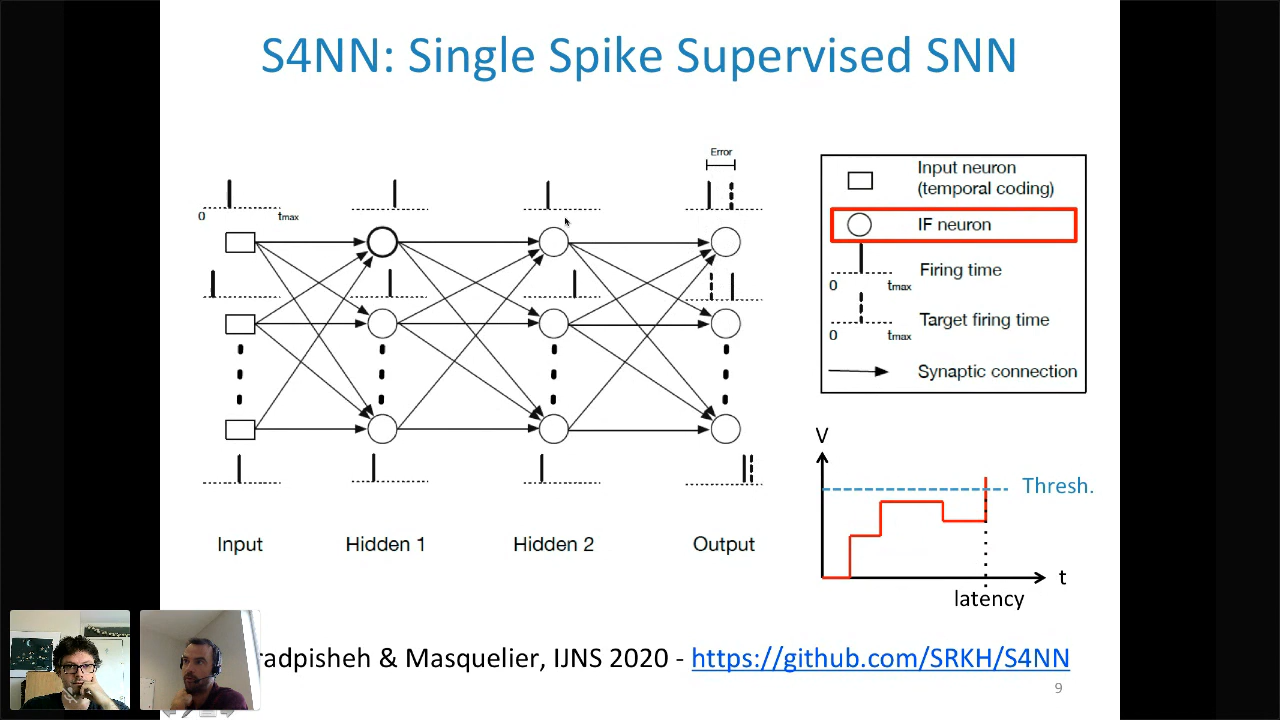 S4NN: Single Spike Supervised SNN
Error
0 tmax
Input neuron
(temporal coding)
IF neuron
Firing time
0 tmax
Target firing time
0 tmax
Synaptic connection
V
Thresh.
t
latency
Input Hidden 1 Hidden 2 Output
radpisheh & Masquelier, IJNS 2020 - https://github.com/SRKH/S4NN
9